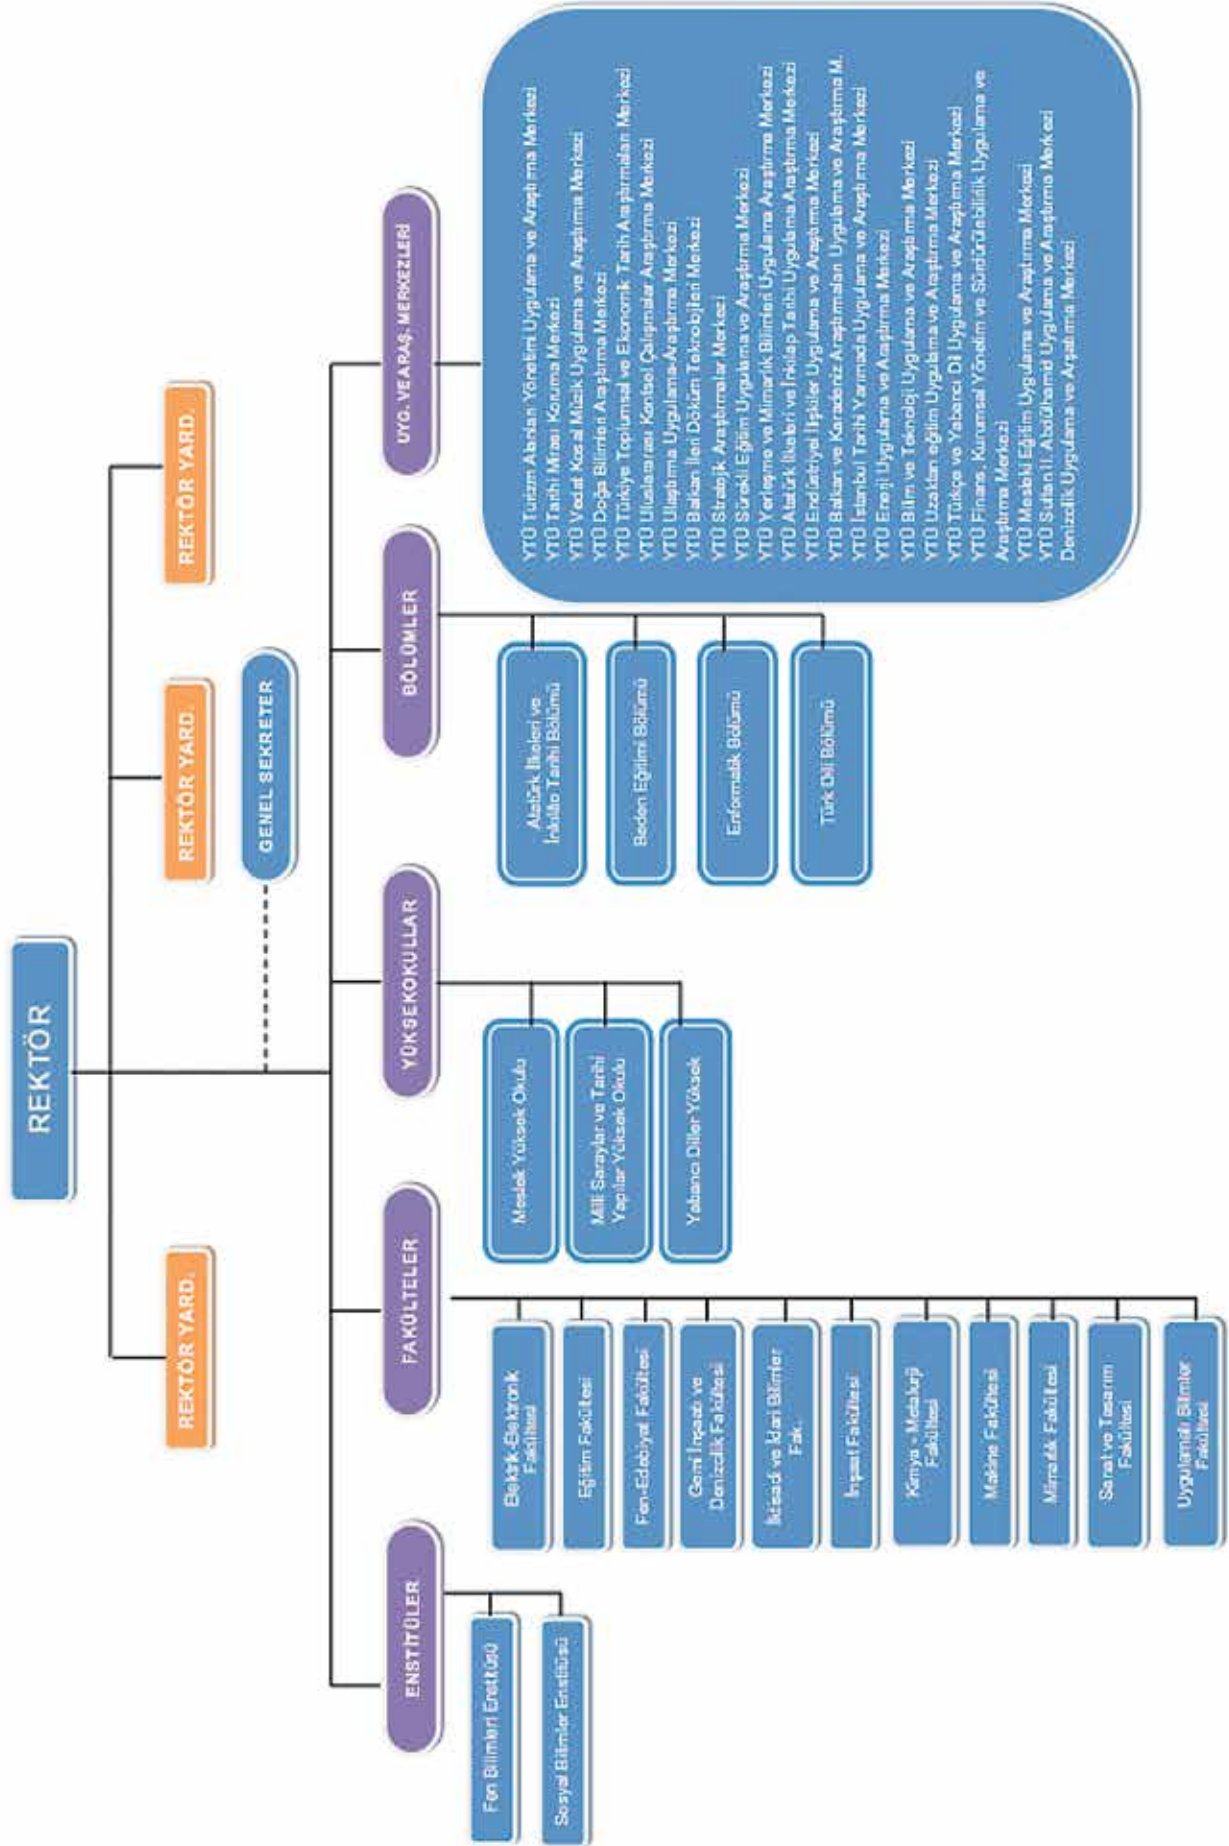 REKTÖR
REKTÖR YARD.
REKTÖR YARD.
REKTÖR YARD.
GENEL SEKRETER
ENSTİTÜLER
FAKÜLTELER
YÜKSEKOKULLAR
BÖLÜMLER
UYG. VE ARAŞ. MERKEZLERİ
Fen Bilimleri Enstitüsü
Sosyal Bilimler Enstitüsü
Elektrik-Elektronik
Fakültesi
Eğitim Fakültesi
Fen-Edebiyat Fakültesi
Gemi İnşaatı ve
Denizcilik Fakültesi
İktisadi ve İdari Bilimler
Fak.
İnşaat Fakültesi
Kimya - Metalurji
Fakültesi
Makine Fakültesi
Mimarlık Fakültesi
Sanat ve Tasarım
Fakültesi
Uygulamalı Bilimler
Fakültesi
Meslek Yüksek Okulu
Milli Saraylar ve Tarihi
Yapılar Yüksek Okulu
Yabancı Diller Yüksek
Atatürk İlkeleri ve
İnkılâp Tarihi Bölümü
Beden Eğitimi Bölümü
Enformatik Bölümü
Türk Dili Bölümü
YTÜ Turizm Alanları Yönetimi Uygulama ve Araştırma Merkezi
YTÜ Tarihi Mirası Koruma Merkezi
YTÜ Vedat Kosal Müzik Uygulama ve Araştırma Merkezi
YTÜ Doğa Bilimleri Araştırma Merkezi
YTÜ Türkiye Toplumsal ve Ekonomik Tarih Araştırmaları Merkezi
YTÜ Uluslararası Kentsel Çalışmalar Araştırma Merkezi
YTÜ Ulaştırma Uygulama-Araştırma Merkezi
YTÜ Balkan İleri Döküm Teknolojileri Merkezi
YTÜ Stratejik Araştırmalar Merkezi
YTÜ Sürekli Eğitim Uygulama ve Araştırma Merkezi
YTÜ Yerleşme ve Mimarlık Bilimleri Uygulama Araştırma Merkezi
YTÜ Atatürk İlkeleri ve İnkılap Tarihi Uygulama Araştırma Merkezi
YTÜ Endüstriyel İlişkiler Uygulama ve Araştırma Merkezi
YTÜ Balkan ve Karadeniz Araştırmaları Uygulama ve Araştırma M.
YTÜ İstanbul Tarihi Yarımada Uygulama ve Araştırma Merkezi
YTÜ Enerji Uygulama ve Araştırma Merkezi
YTÜ Bilim ve Teknoloji Uygulama ve Araştırma Merkezi
YTÜ Uzaktan eğitim Uygulama ve Araştırma Merkezi
YTÜ Türkçe ve Yabancı Dil Uygulama ve Araştırma Merkezi
YTÜ Finans, Kurumsal Yönetim ve Sürdürülebilirlik Uygulama ve
Araştırma Merkezi
YTÜ Mesleki Eğitim Uygulama ve Araştırma Merkezi
YTÜ Sultan II. Abdülhamid Uygulama ve Araştırma Merkezi
Denizcilik Uygulama ve Arşatırma Merkezi